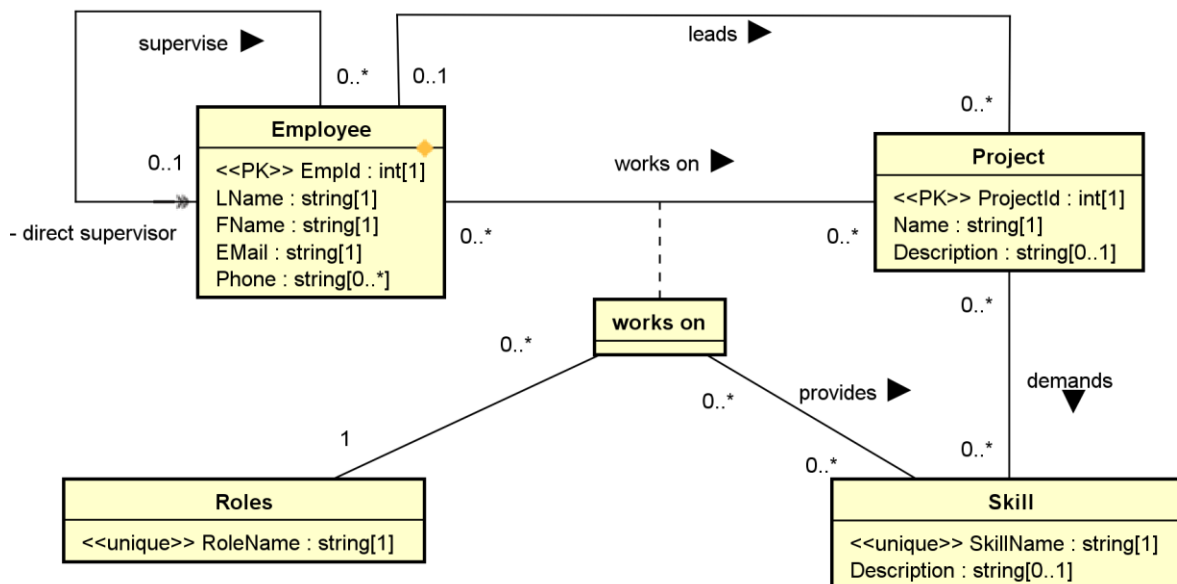 supervise
leads
0..*
0..1
0..*
Employee
Project
0..1
<<PK>> EmpId : int[1]
works on
<<PK>> ProjectId : int[1]
LName : string[1]
Name : string[1]
- direct supervisor
FName : string[1]
0..*
0..*
Description : string[0..1]
EMail : string[1]
Phone : string[0..*]
0..*
works on
0..*
provides
demands
0..*
1
0..*
0..*
Roles
Skill
<<unique>> RoleName : string[1]
<<unique>> SkillName : string[1]
Description : string[0..1]